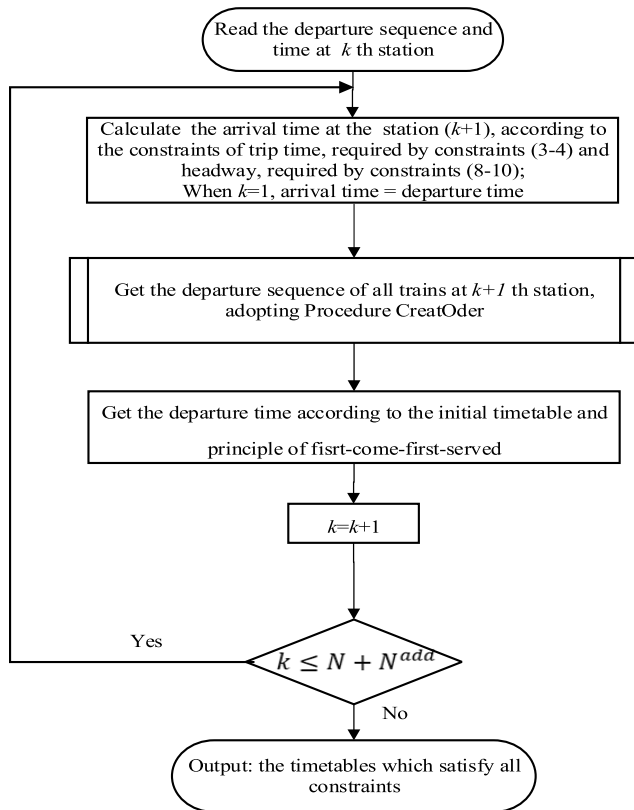 Read the departure sequence and
time at k th station
Calculate the arrival time at the station (k+1), according to
the constraints of trip time, required by constraints (3-4) and
headway, required by constraints (8-10);
When k=1, arrival time = departure time
Get the departure sequence of all trains at k+1 th station,
adopting Procedure CreatOder
Get the departure time according to the initial timetable and
principle of fisrt-come-first-served
k=k+1
k ≤ N + N^{add}
Yes
No
Output: the timetables which satisfy all
constraints